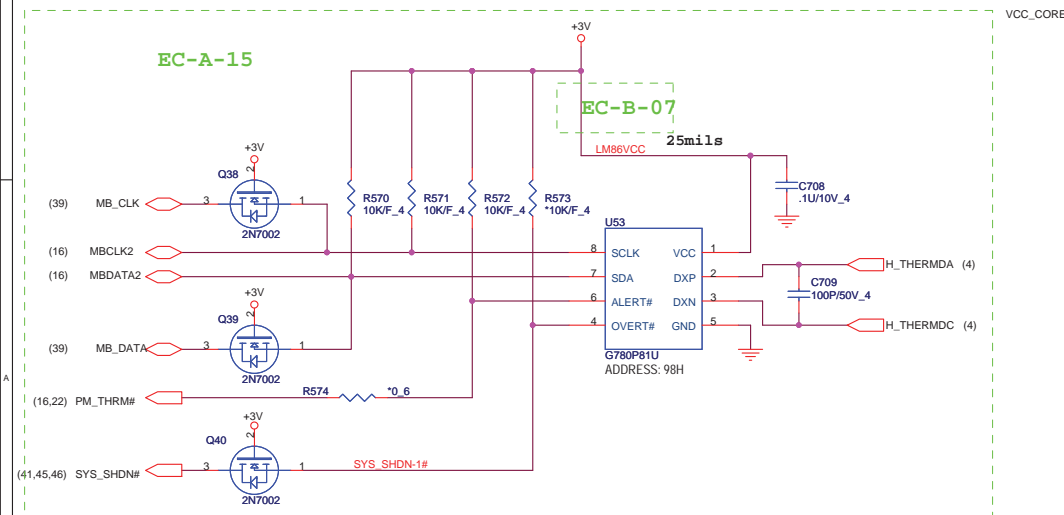 VCC_CORE
+3V
EC-A-15
EC-B-07
25mils
LM86VCC
+3V
Q38
2
3
1
2N7002
(39) MB_CLK
R570
10K/F_4
R571
10K/F_4
R572
10K/F_4
R573
*10K/F_4
C708
.1U/10V_4
U53
(16) MBCLK2
8 SCLK VCC 1
(16) MBDATA2
7 SDA DXP 2
H_THERMDA (4)
6 ALERT# DXN 3
C709
100P/50V_4
4 OVERT# GND 5
H_THERMDC (4)
G780P81U
ADDRESS: 98H
+3V
Q39
2
3
1
2N7002
(39) MB_DATA
A
(16,22) PM_THRM#
R574 *0_6
+3V
Q40
2
3
1
2N7002
(41,45,46) SYS_SHDN#
SYS_SHDN-1#